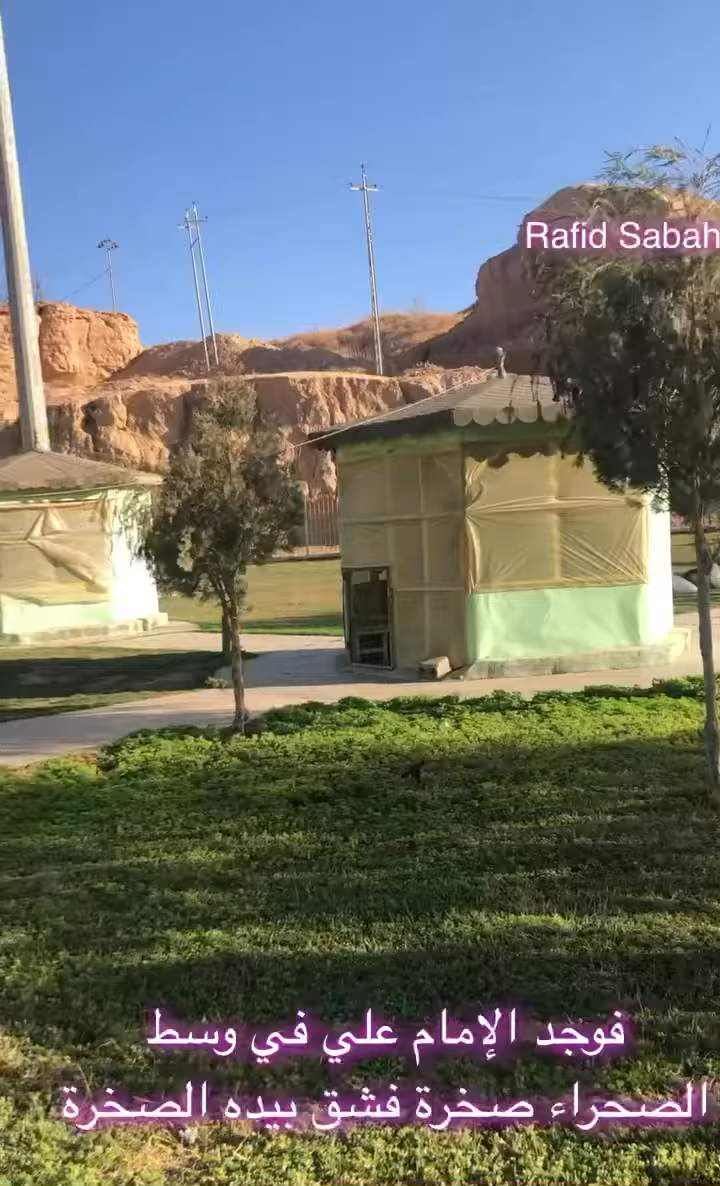 Rafid Sabah
فوجد الإمام علي في وسط
الصحراء صخرة فشق بيده الصخرة